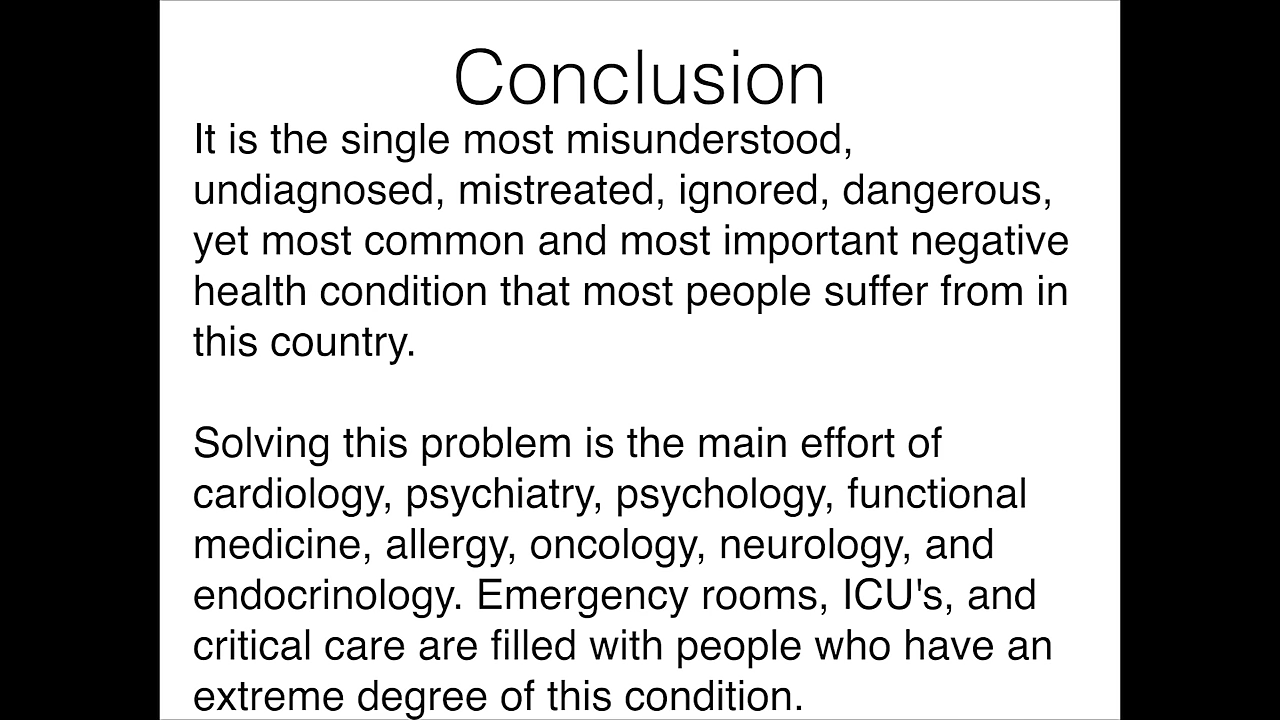 Conclusion
It is the single most misunderstood,
undiagnosed, mistreated, ignored, dangerous,
yet most common and most important negative
health condition that most people suffer from in
this country.
Solving this problem is the main effort of
cardiology, psychiatry, psychology, functional
medicine, allergy, oncology, neurology, and
endocrinology. Emergency rooms, ICU's, and
critical care are filled with people who have an
extreme degree of this condition.